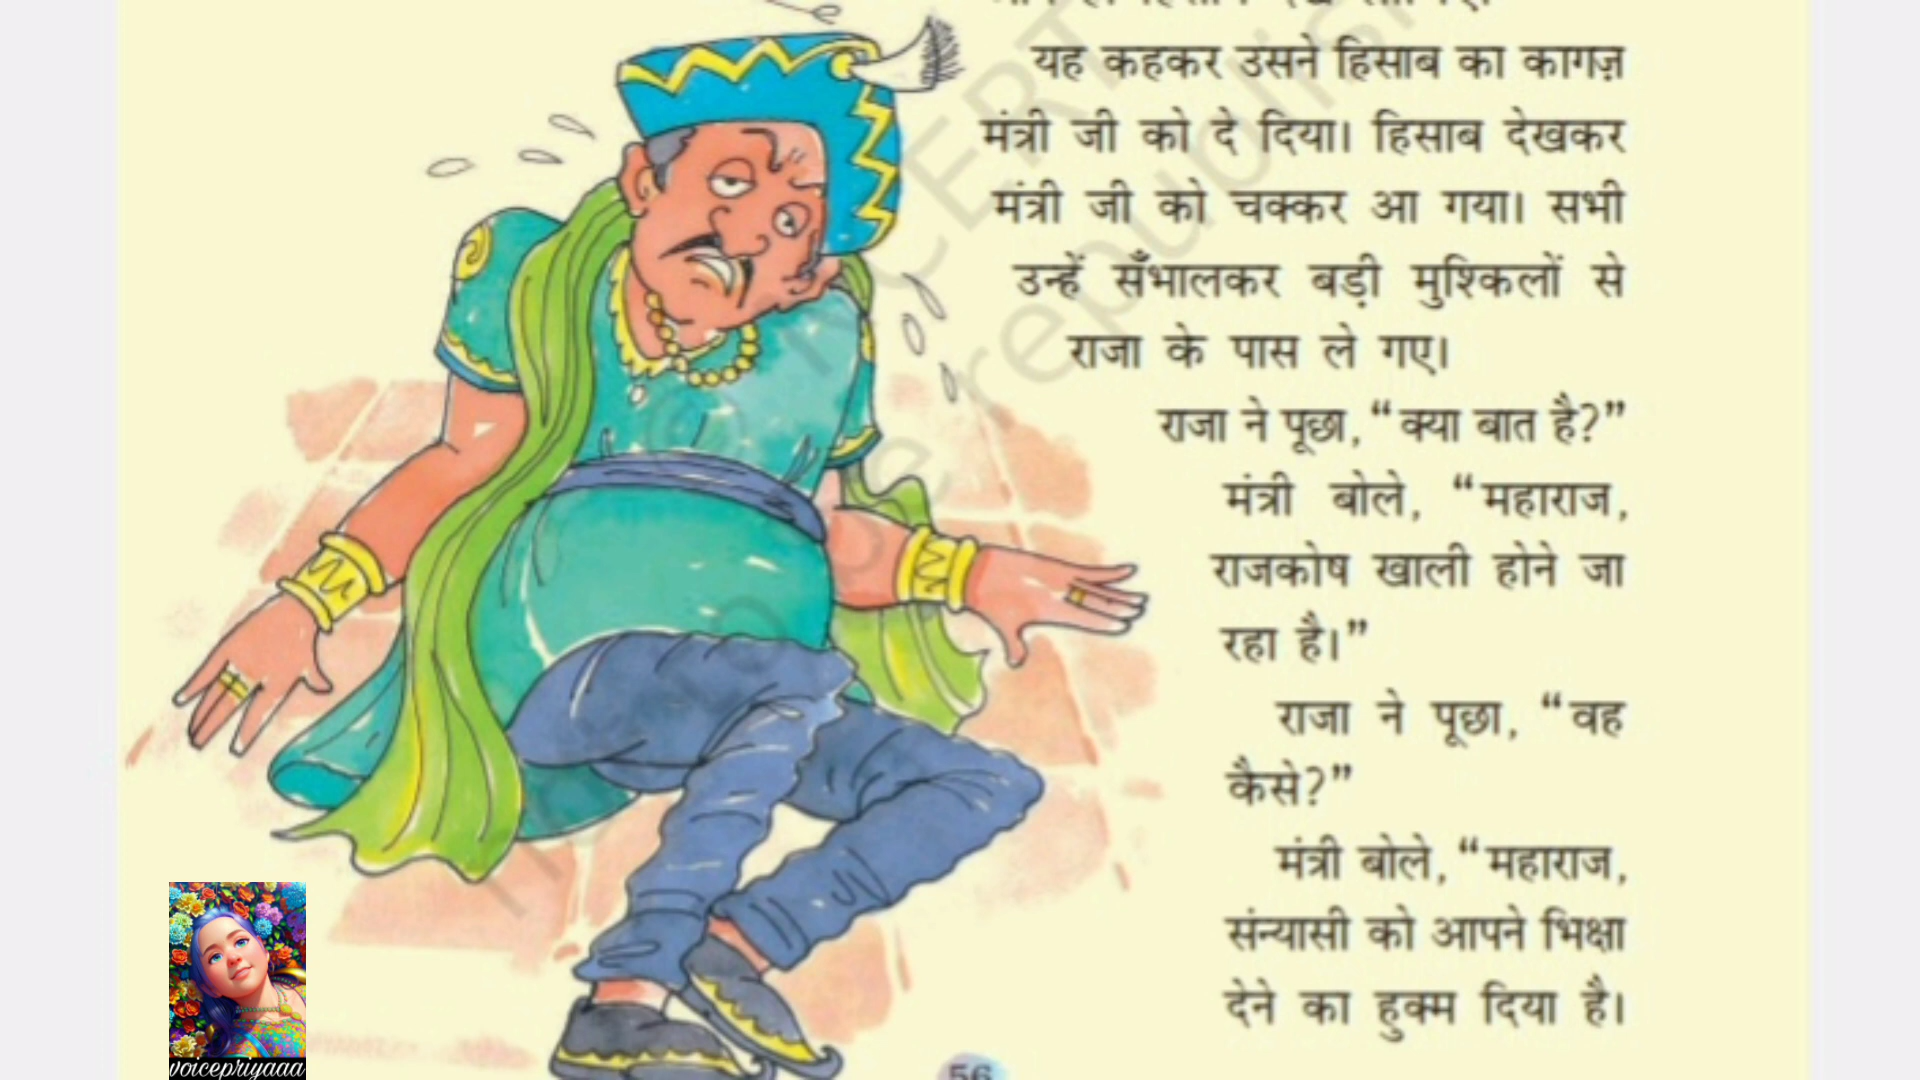 यह कहकर उसने हिसाब का कागज़
मंत्री जी को दे दिया। हिसाब देखकर
मंत्री जी को चक्कर आ गया। सभी
उन्हें सँभालकर बड़ी मुश्किलों से
राजा के पास ले गए।
राजा ने पूछा, “क्या बात है?”
मंत्री बोले, “महाराज,
राजकोष खाली होने जा
रहा है।”
राजा ने पूछा, “वह
कैसे?”
मंत्री बोले, “महाराज,
संन्यासी को आपने भिक्षा
देने का हुक्म दिया है।
56
voicepriyaaa